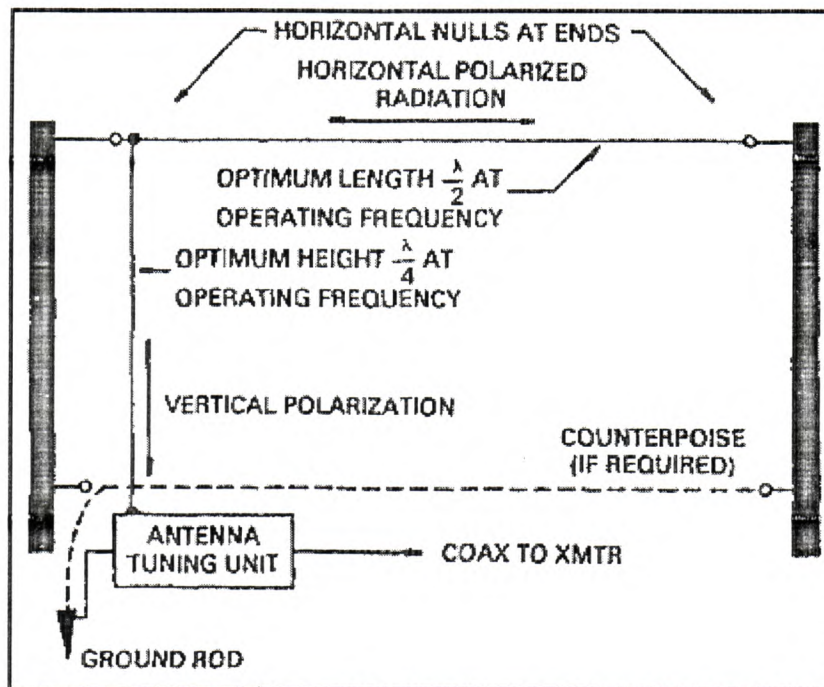 HORIZONTAL NULLS AT ENDS
HORIZONTAL POLARIZED
RADIATION
OPTIMUM LENGTH λ/2 AT
OPERATING FREQUENCY
OPTIMUM HEIGHT λ/4 AT
OPERATING FREQUENCY
VERTICAL POLARIZATION
COUNTERPOISE
(IF REQUIRED)
ANTENNA
TUNING UNIT
COAX TO XMTR
GROUND ROD